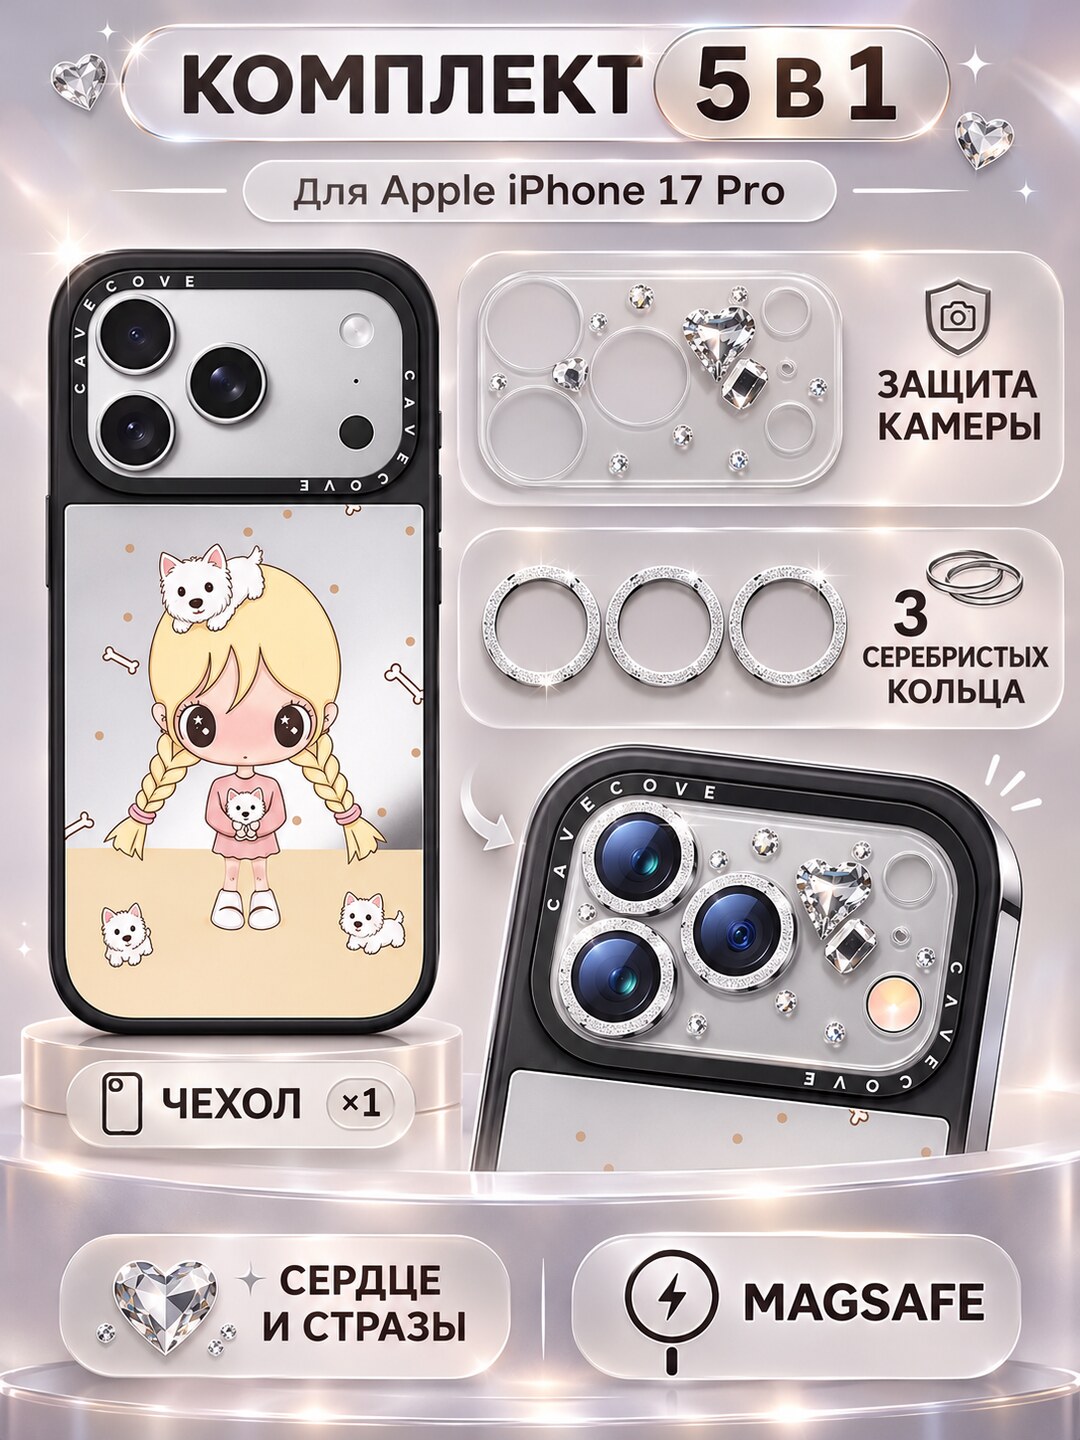 КОМПЛЕКТ 5 В 1
Для Apple iPhone 17 Pro
CAVECOVE
CAVECOVE
ЗАЩИТА
КАМЕРЫ
3
СЕРЕБРИСТЫХ
КОЛЬЦА
CAVECOVE
CAVECOVE
ЧЕХОЛ ×1
СЕРДЦЕ
И СТРАЗЫ
MAGSAFE